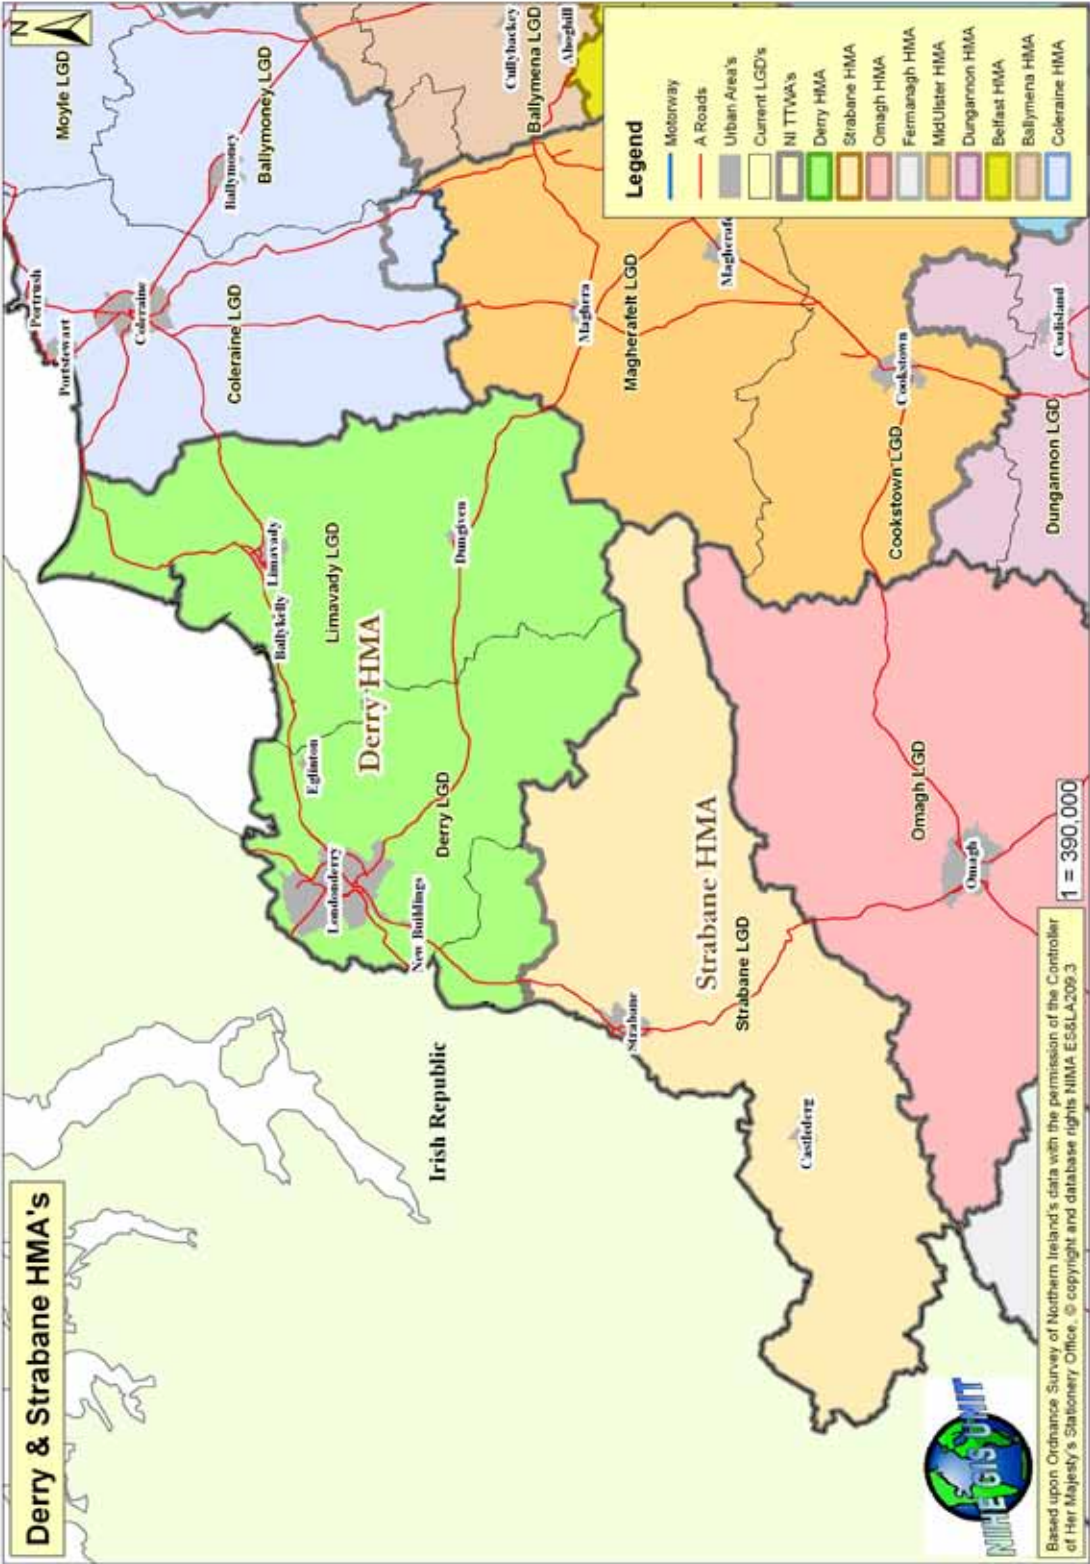 Derry & Strabane HMA's
N
Moyle LGD
Portrush
Portstewart
Coleraine
Ballymoney
Ballymoney LGD
Coleraine LGD
Cullybackey
Ballymena LGD
Ahoghill
Limavady
Ballykelly
Limavady LGD
Eglinton
Derry HMA
Dungiven
Londonderry
Derry LGD
New Buildings
Irish Republic
Maghera
Magherafelt LGD
Magheraf
Strabane
Strabane HMA
Strabane LGD
Castlederg
Cookstown
Cookstown LGD
Omagh LGD
Omagh
Coalisland
Dungannon LGD
Legend
Motorway
A Roads
Urban Area's
Current LGD's
NI TTWA's
Derry HMA
Strabane HMA
Omagh HMA
Fermanagh HMA
MidUlster HMA
Dungannon HMA
Belfast HMA
Ballymena HMA
Coleraine HMA
NIHE GIS UNIT
1 = 390,000
Based upon Ordnance Survey of Northern Ireland's data with the permission of the Controller
of Her Majesty's Stationery Office, © copyright and database rights NIMA ES&LA209.3